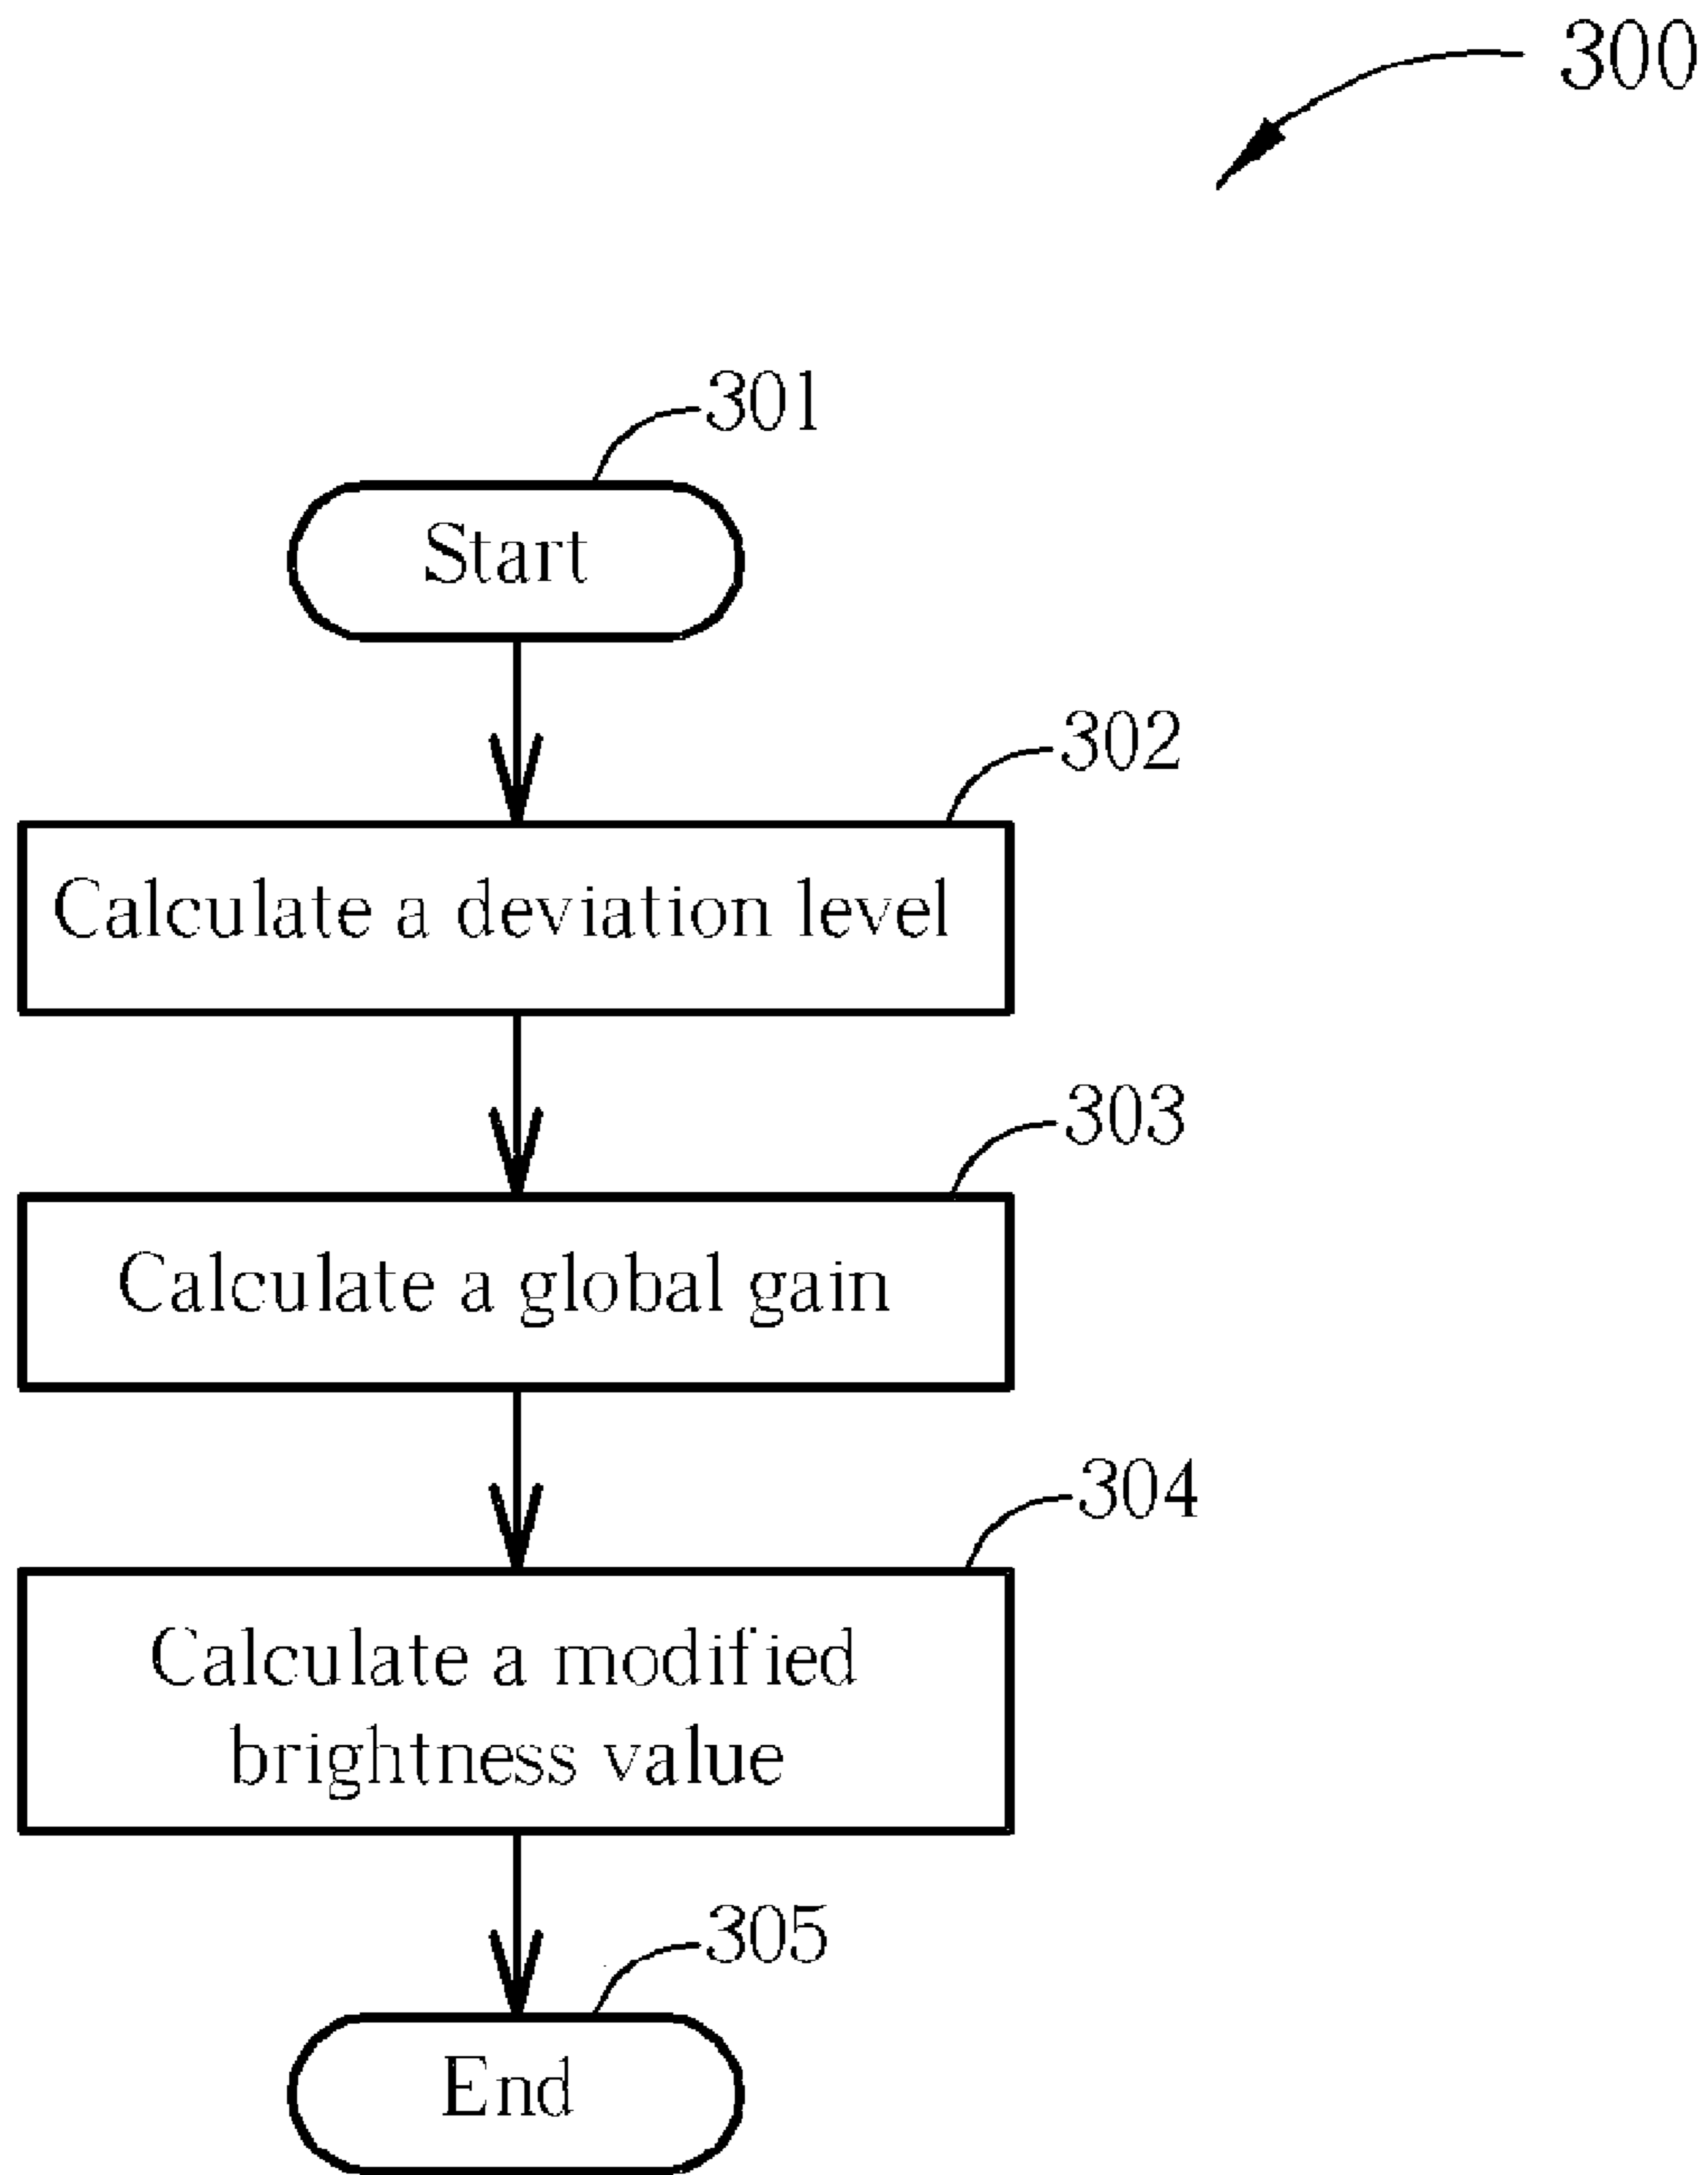 300
301
Start
302
Calculate a deviation level
303
Calculate a global gain
304
Calculate a modified
brightness value
305
End